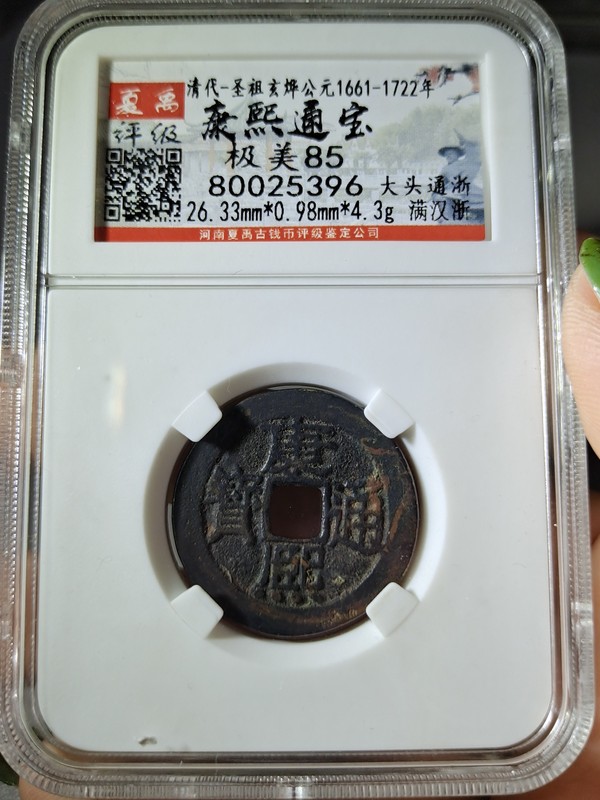 清代-圣祖玄烨公元1661-1722年
夏禹
评级
康熙通宝
极美85
80025396 大头通浙
26.33mm*0.98mm*4.3g 满汉浙
河南夏禹古钱币评级鉴定公司
康熙通寳